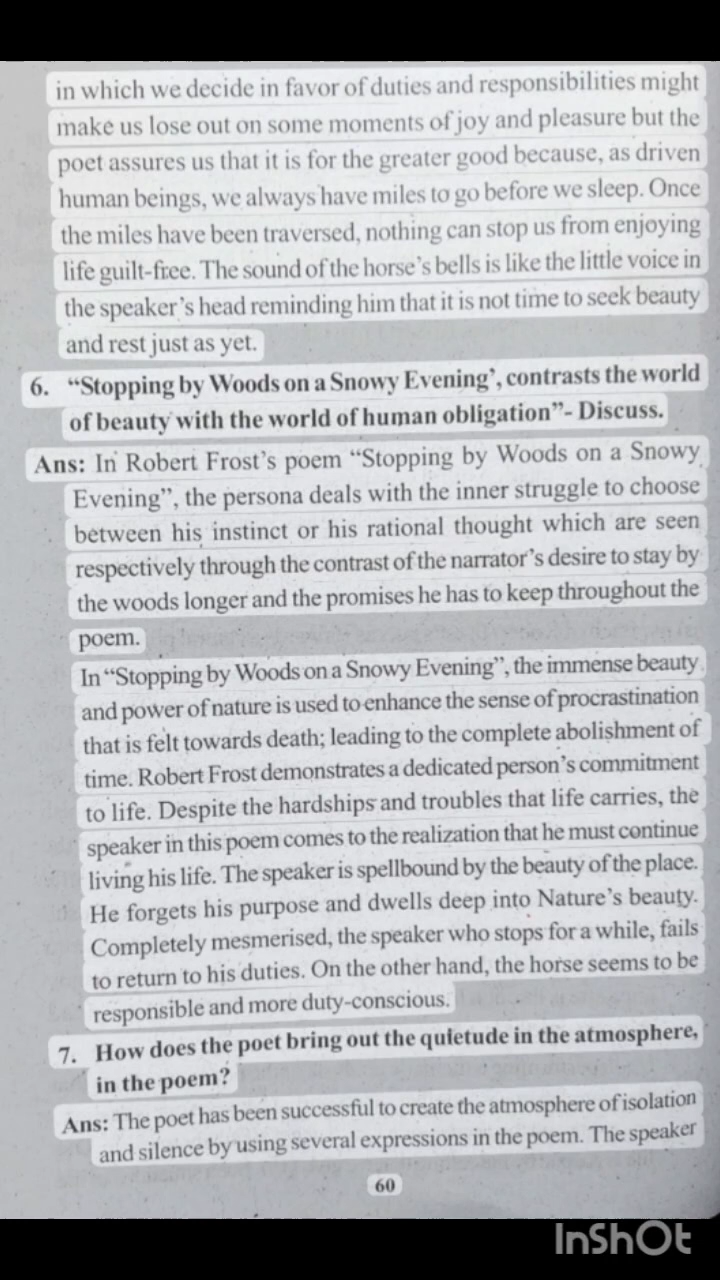 in which we decide in favor of duties and responsibilities might
make us lose out on some moments of joy and pleasure but the
poet assures us that it is for the greater good because, as driven
human beings, we always have miles to go before we sleep. Once
the miles have been traversed, nothing can stop us from enjoying
life guilt-free. The sound of the horse's bells is like the little voice in
the speaker's head reminding him that it is not time to seek beauty
and rest just as yet.
6. "Stopping by Woods on a Snowy Evening', contrasts the world
of beauty with the world of human obligation"- Discuss.
Ans: In Robert Frost's poem "Stopping by Woods on a Snowy
Evening", the persona deals with the inner struggle to choose
between his instinct or his rational thought which are seen
respectively through the contrast of the narrator's desire to stay by
the woods longer and the promises he has to keep throughout the
poem.
In "Stopping by Woods on a Snowy Evening", the immense beauty
and power of nature is used to enhance the sense of procrastination
that is felt towards death; leading to the complete abolishment of
time. Robert Frost demonstrates a dedicated person's commitment
to life. Despite the hardships and troubles that life carries, the
speaker in this poem comes to the realization that he must continue
living his life. The speaker is spellbound by the beauty of the place.
He forgets his purpose and dwells deep into Nature's beauty.
Completely mesmerised, the speaker who stops for a while, fails
to return to his duties. On the other hand, the horse seems to be
responsible and more duty-conscious.
7. How does the poet bring out the quietude in the atmosphere,
in the poem?
Ans: The poet has been successful to create the atmosphere of isolation
and silence by using several expressions in the poem. The speaker
60
InShOt